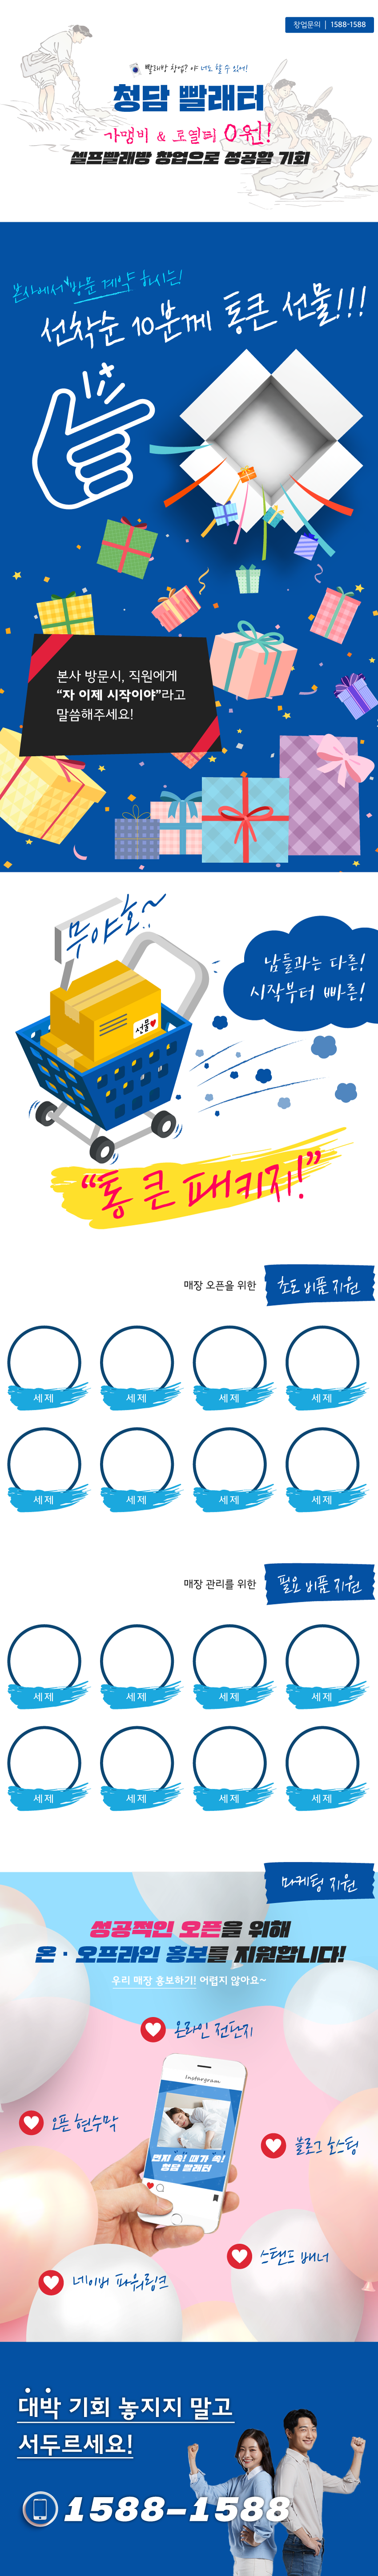 창업문의 | 1588-1588
빨래방 창업? 야 너도 할 수 있어!
청담 빨래터
가맹비 & 로열티 0원!
셀프빨래방 창업으로 성공할 기회
본사에서 방문 계약 하시는!
선착순 10분께 통큰 선물!!!
본사 방문시, 직원에게
“자 이제 시작이야”라고
말씀해주세요!
무야호~
선물
남들과는 다른!
시작부터 빠른!
“통 큰 패키지!”
매장 오픈을 위한 초도 비품 지원
세제 세제 세제 세제
세제 세제 세제 세제
매장 관리를 위한 필요 비품 지원
세제 세제 세제 세제
세제 세제 세제 세제
마케팅 지원
성공적인 오픈을 위해
온·오프라인 홍보를 지원합니다!
우리 매장 홍보하기! 어렵지 않아요~
온라인 전단지
Instargram
오픈 현수막
먼지 쏙! 때가 쏙!
청담 빨래터
블로그 포스팅
스탠드 배너
네이버 파워링크
대박 기회 놓지지 말고
서두르세요!
1588-1588